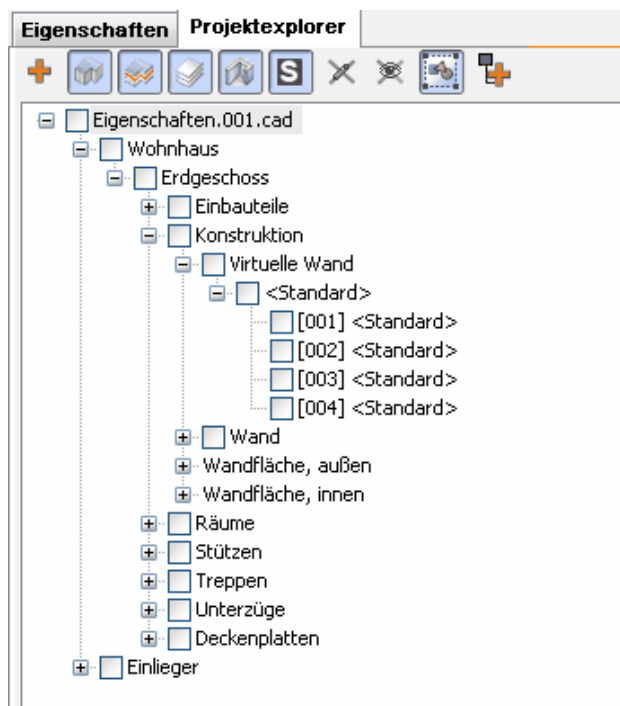 Eigenschaften Projektexplorer
S
Eigenschaften.001.cad
Wohnhaus
Erdgeschoss
Einbauteile
Konstruktion
Virtuelle Wand
<Standard>
[001] <Standard>
[002] <Standard>
[003] <Standard>
[004] <Standard>
Wand
Wandfläche, außen
Wandfläche, innen
Räume
Stützen
Treppen
Unterzüge
Deckenplatten
Einlieger